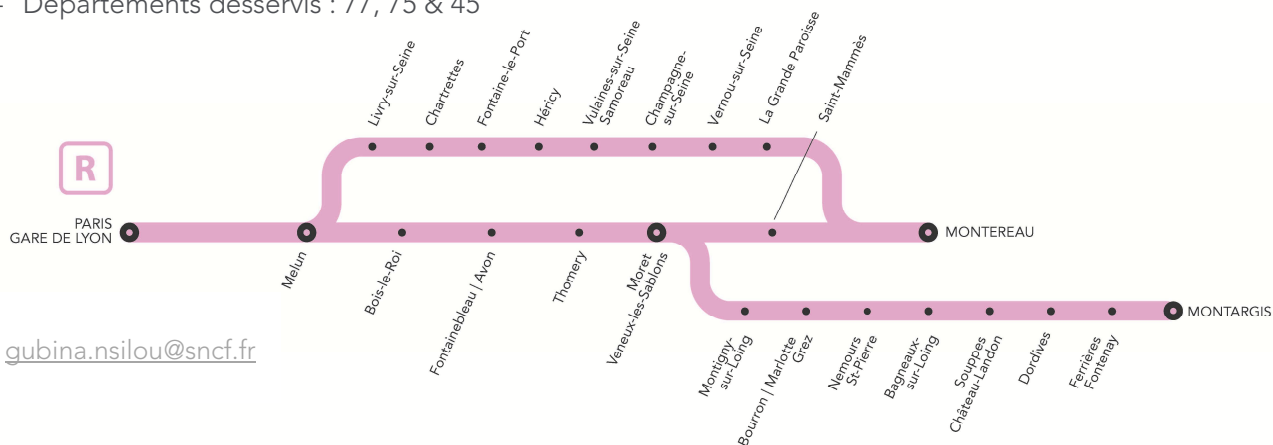 - Départements desservis : 77, 75 & 45
Livry-sur-Seine
Chartrettes
Fontaine-le-Port
Héricy
Vulaines-sur-Seine
Samoreau
Champagne-
sur-Seine
Vernou-sur-Seine
La Grande Paroisse
Saint-Mammès
R
PARIS
GARE DE LYON
Melun
Bois-le-Roi
Fontainebleau | Avon
Thomery
Moret
Veneux-les-Sablons
MONTEREAU
Montigny-
sur-Loing
Bourron | Marlotte
Grez
Nemours
St-Pierre
Bagneaux-
sur-Loing
Souppes
Château-Landon
Dordives
Ferrières
Fontenay
MONTARGIS
gubina.nsilou@sncf.fr